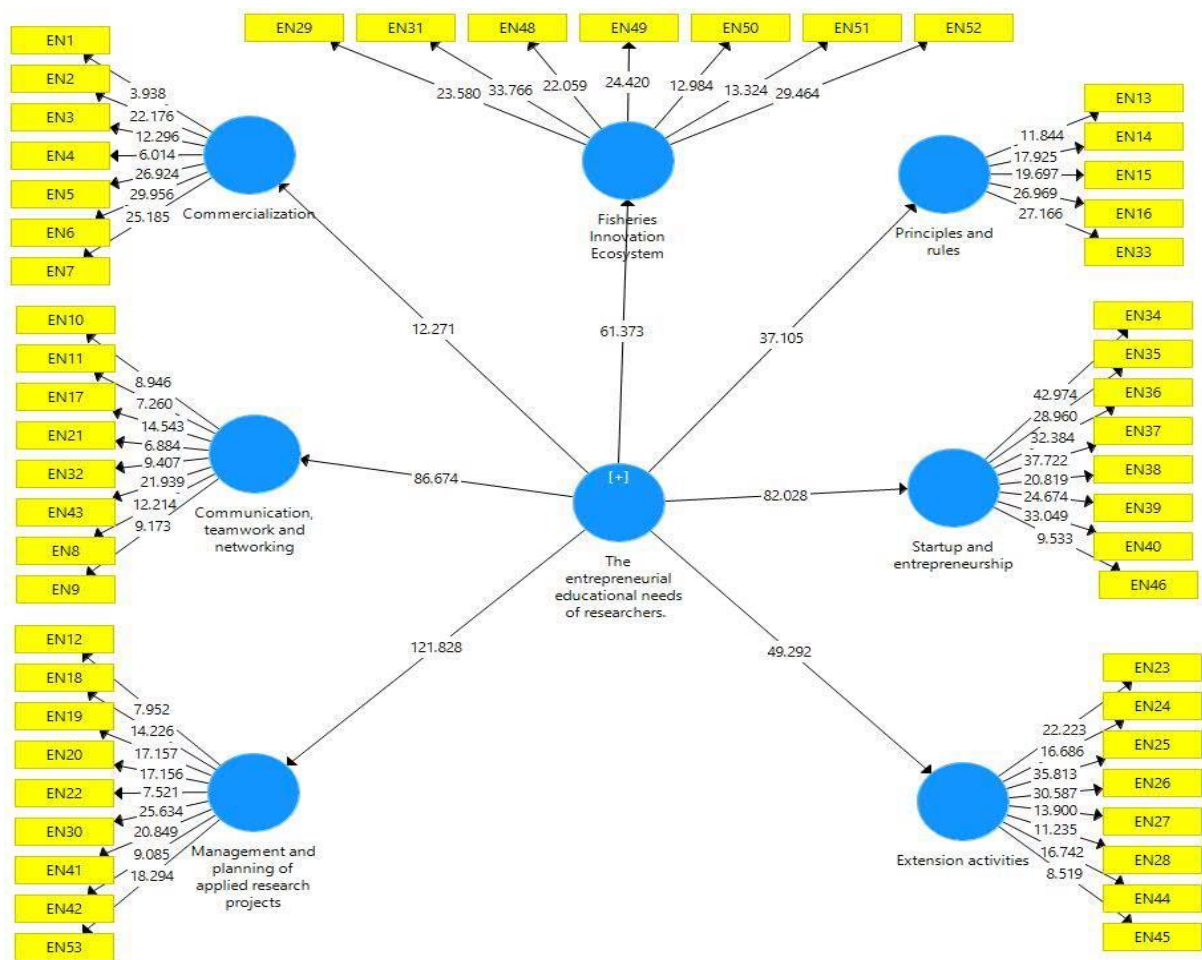 EN29
EN31
EN48
EN49
EN50
EN51
EN52
23.580
33.766
22.059
24.420
12.984
13.324
29.464
Fisheries
Innovation
Ecosystem
EN1
EN2
EN3
EN4
EN5
EN6
EN7
3.938
22.176
12.296
6.014
26.924
29.956
25.185
Commercialization
EN13
EN14
EN15
EN16
EN33
11.844
17.925
19.697
26.969
27.166
Principles and
rules
12.271
61.373
37.105
EN10
EN11
EN17
EN21
EN32
EN43
EN8
EN9
8.946
7.260
14.543
6.884
9.407
21.939
12.214
9.173
Communication,
teamwork and
networking
86.674
[+]
The
entrepreneurial
educational needs
of researchers.
82.028
EN34
EN35
EN36
EN37
EN38
EN39
EN40
EN46
42.974
28.960
32.384
37.722
20.819
24.674
33.049
9.533
Startup and
entrepreneurship
121.828
49.292
EN12
EN18
EN19
EN20
EN22
EN30
EN41
EN42
EN53
7.952
14.226
17.157
17.156
7.521
25.634
20.849
9.085
18.294
Management and
planning of
applied research
projects
EN23
EN24
EN25
EN26
EN27
EN28
EN44
EN45
22.223
16.686
35.813
30.587
13.900
11.235
16.742
8.519
Extension activities